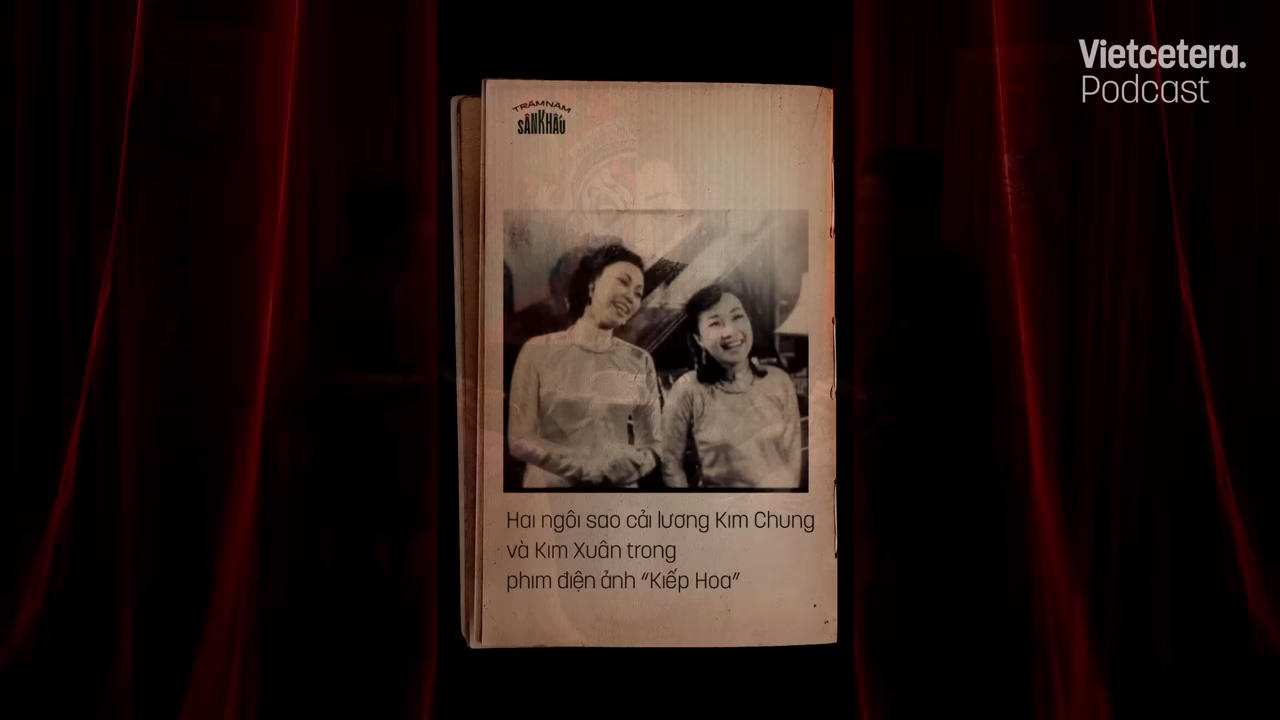 Vietcetera.
Podcast
TRĂM NĂM
SÂN KHẤU
Hai ngôi sao cải lương Kim Chung
và Kim Xuân trong
phim điện ảnh “Kiếp Hoa”